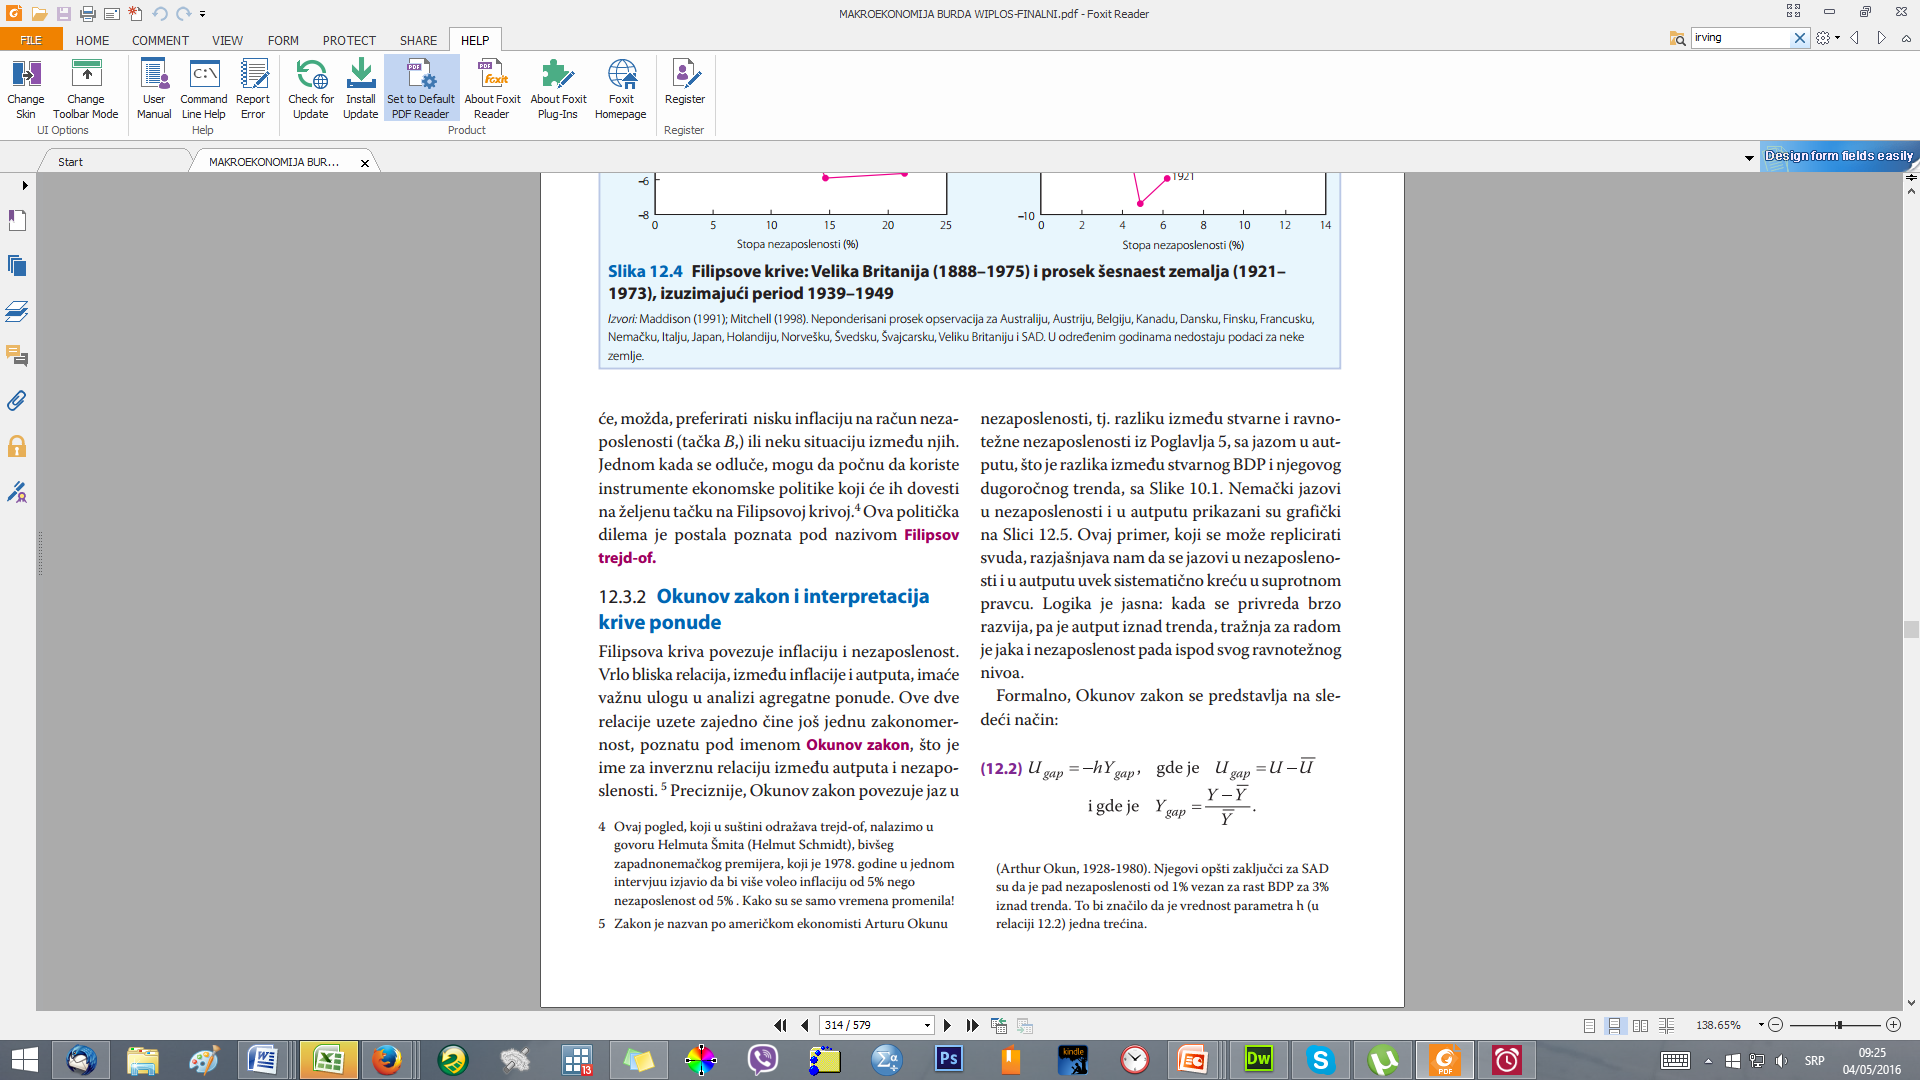 MAKROEKONOMIJA BURDA WIPLOS-FINALNI.pdf - Foxit Reader
FILE HOME COMMENT VIEW FORM PROTECT SHARE HELP
irving
Change Skin
Change Toolbar Mode
UI Options
User Manual
Command Line Help
Report Error
Help
Check for Update
Install Update
Set to Default PDF Reader
About Foxit Reader
About Foxit Plug-Ins
Foxit Homepage
Product
Register
Register
Start
MAKROEKONOMIJA BUR...
Design form fields easily
−6
−8
0 5 10 15 20 25
Stopa nezaposlenosti (%)
1921
−10
0 2 4 6 8 10 12 14
Stopa nezaposlenosti (%)
Slika 12.4 Filipsove krive: Velika Britanija (1888–1975) i prosek šesnaest zemalja (1921–
1973), izuzimajući period 1939–1949
Izvori: Maddison (1991); Mitchell (1998). Neponderisani prosek opservacija za Australiju, Austriju, Belgiju, Kanadu, Dansku, Finsku, Francusku,
Nemačku, Italju, Japan, Holandiju, Norvešku, Švedsku, Švajcarsku, Veliku Britaniju i SAD. U određenim godinama nedostaju podaci za neke
zemlje.
će, možda, preferirati nisku inflaciju na račun neza-
poslenosti (tačka B,) ili neku situaciju između njih.
Jednom kada se odluče, mogu da počnu da koriste
instrumente ekonomske politike koji će ih dovesti
na željenu tačku na Filipsovoj krivoj.4 Ova politička
dilema je postala poznata pod nazivom Filipsov
trejd-of.
12.3.2 Okunov zakon i interpretacija
krive ponude
Filipsova kriva povezuje inflaciju i nezaposlenost.
Vrlo bliska relacija, između inflacije i autputa, imaće
važnu ulogu u analizi agregatne ponude. Ove dve
relacije uzete zajedno čine još jednu zakonomer-
nost, poznatu pod imenom Okunov zakon, što je
ime za inverznu relaciju između autputa i nezapo-
slenosti. 5 Preciznije, Okunov zakon povezuje jaz u
4 Ovaj pogled, koji u suštini odražava trejd-of, nalazimo u
govoru Helmuta Šmita (Helmut Schmidt), bivšeg
zapadnonemačkog premijera, koji je 1978. godine u jednom
intervjuu izjavio da bi više voleo inflaciju od 5% nego
nezaposlenost od 5% . Kako su se samo vremena promenila!
5 Zakon je nazvan po američkom ekonomisti Arturu Okunu
nezaposlenosti, tj. razliku između stvarne i ravno-
težne nezaposlenosti iz Poglavlja 5, sa jazom u aut-
putu, što je razlika između stvarnog BDP i njegovog
dugoročnog trenda, sa Slike 10.1. Nemački jazovi
u nezaposlenosti i u autputu prikazani su grafički
na Slici 12.5. Ovaj primer, koji se može replicirati
svuda, razjašnjava nam da se jazovi u nezaposleno-
sti i u autputu uvek sistematično kreću u suprotnom
pravcu. Logika je jasna: kada se privreda brzo
razvija, pa je autput iznad trenda, tražnja za radom
je jaka i nezaposlenost pada ispod svog ravnotežnog
nivoa.
Formalno, Okunov zakon se predstavlja na sle-
deći način:
(12.2) U gap = −hY gap, gde je U gap = U − U̅
i gde je Y gap = (Y − Y̅) / Y̅ .
(Arthur Okun, 1928-1980). Njegovi opšti zaključci za SAD
su da je pad nezaposlenosti od 1% vezan za rast BDP za 3%
iznad trenda. To bi značilo da je vrednost parametra h (u
relaciji 12.2) jedna trećina.
314 / 579
138.65%
13
Ps
kindle
Dw
PDF
SRP
09:25
04/05/2016